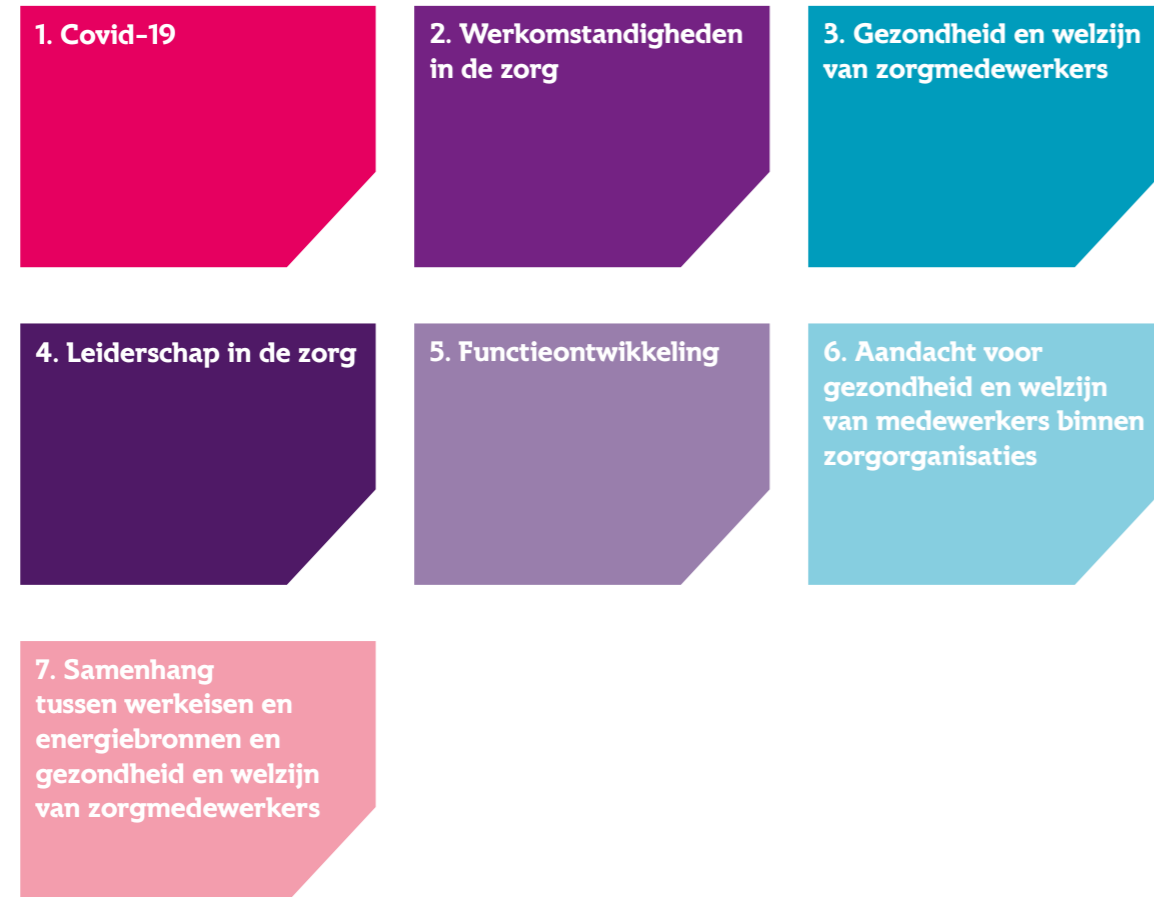 1. Covid-19
2. Werkomstandigheden
in de zorg
3. Gezondheid en welzijn
van zorgmedewerkers
4. Leiderschap in de zorg
5. Functieontwikkeling
6. Aandacht voor
gezondheid en welzijn
van medewerkers binnen
zorgorganisaties
7. Samenhang
tussen werkeisen en
energiebronnen en
gezondheid en welzijn
van zorgmedewerkers